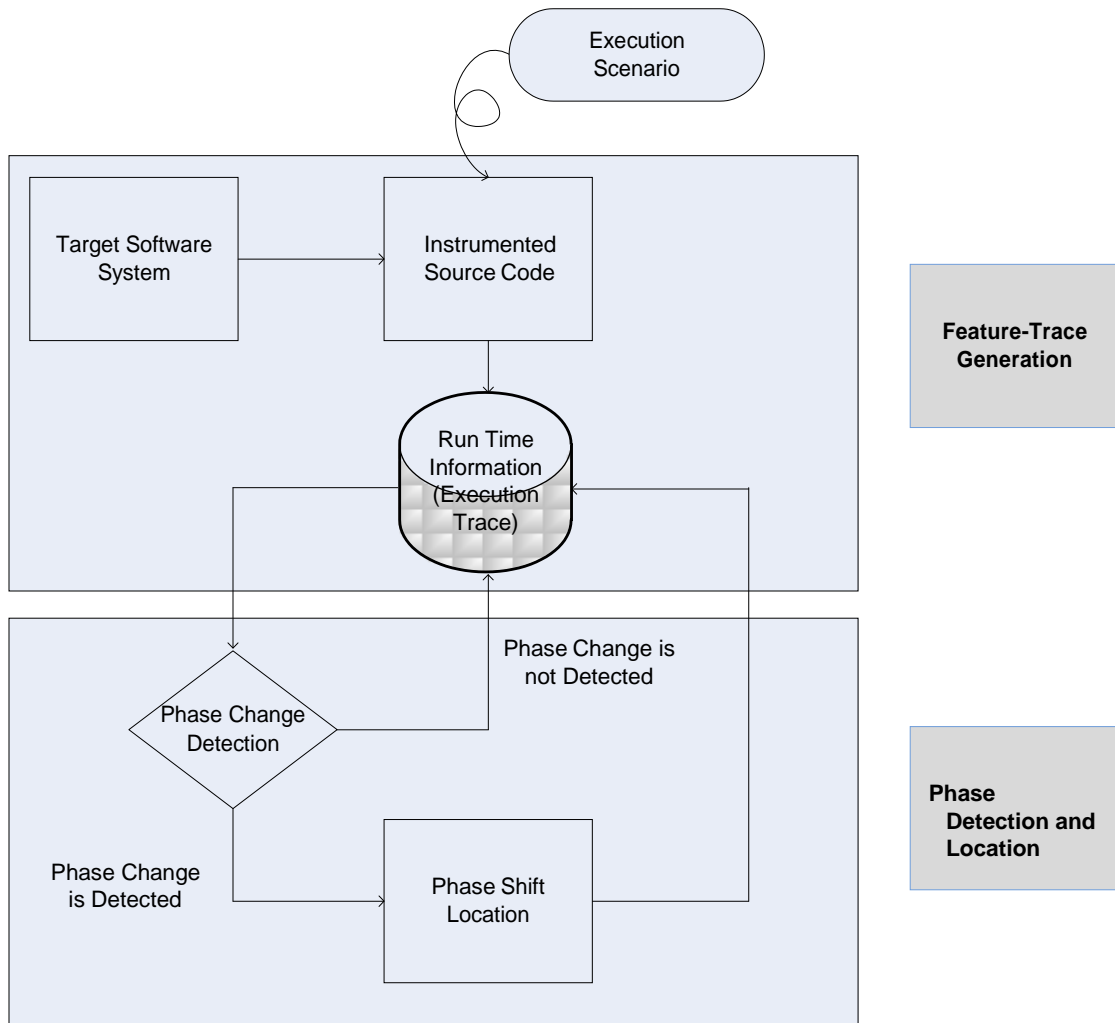 Execution
Scenario
Target Software
System
Instrumented
Source Code
Feature-Trace
Generation
Run Time
Information
(Execution
Trace)
Phase Change is
not Detected
Phase Change
Detection
Phase
Detection and
Location
Phase Change
is Detected
Phase Shift
Location